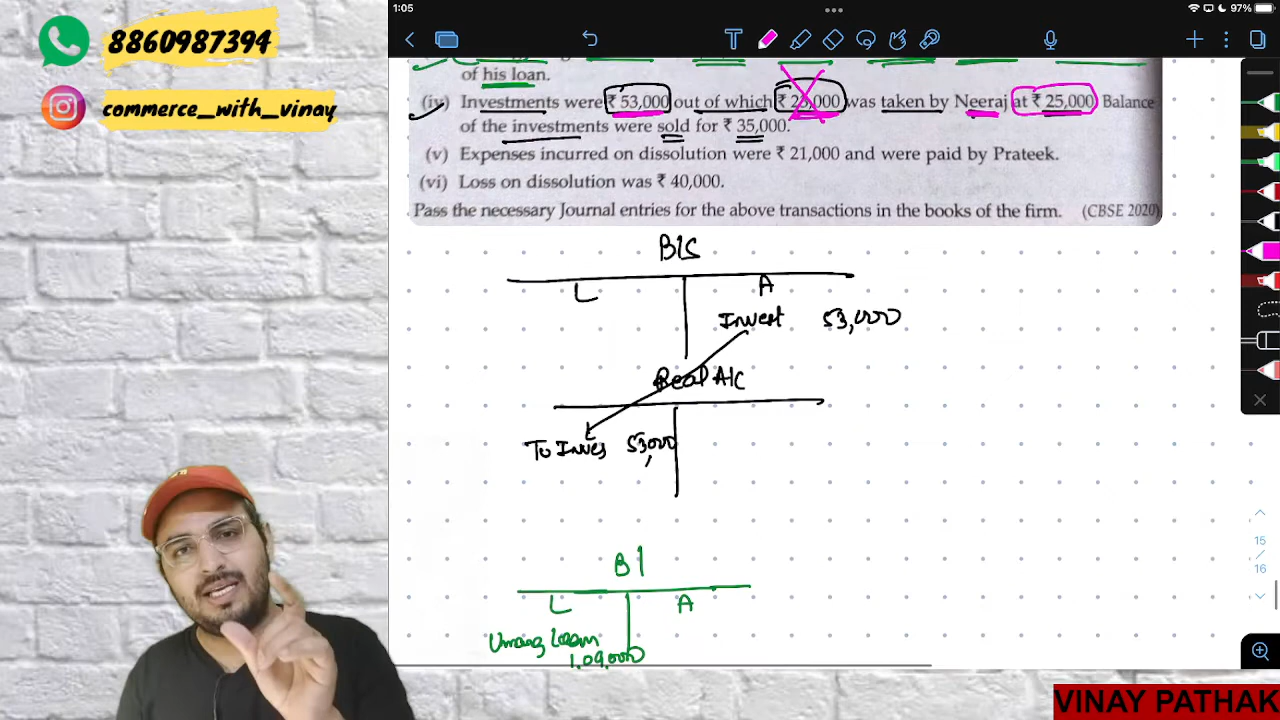 8860987394
commerce_with_vinay
1:05
97%
of his loan.
(iv) Investments were ₹ 53,000 out of which ₹ 23,000 was taken by Neeraj at ₹ 25,000 Balance
of the investments were sold for ₹ 35,000.
(v) Expenses incurred on dissolution were ₹ 21,000 and were paid by Prateek.
(vi) Loss on dissolution was ₹ 40,000.
Pass the necessary Journal entries for the above transactions in the books of the firm. (CBSE 2020)
B/S
L A
Invest 53,000
Real A/C
To Inves 53,000
B/
L A
Umang Loan
1,09,000
15
/
16
VINAY PATHAK